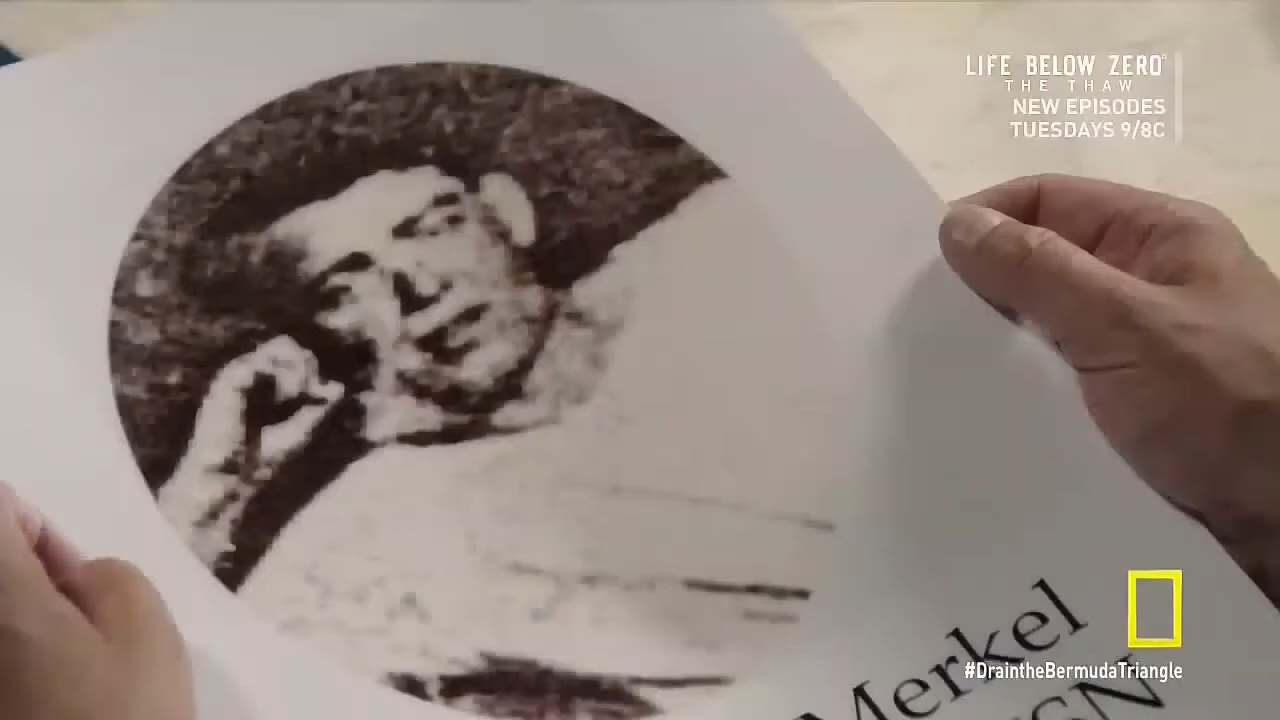 LIFE BELOW ZERO
THE THAW
NEW EPISODES
TUESDAYS 9/8C
Merkel
#DraintheBermudaTriangle